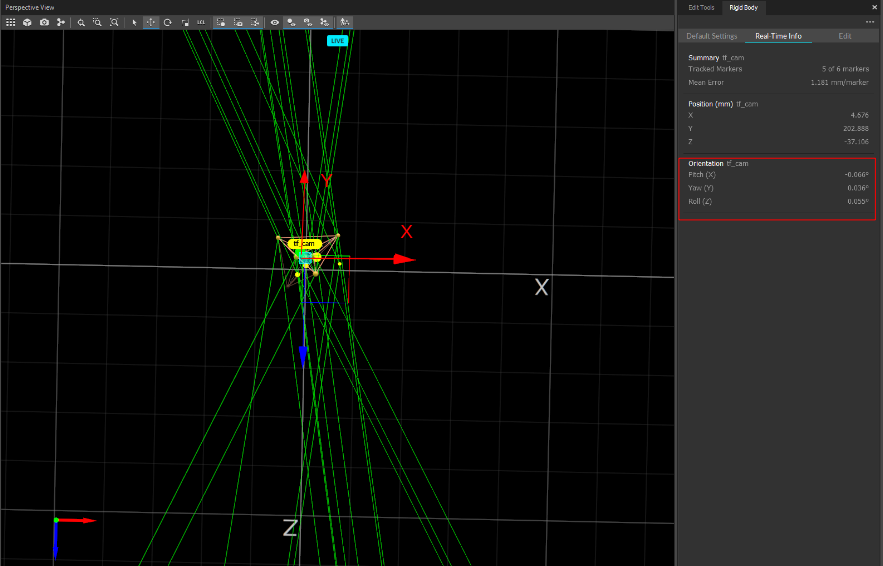 Perspective View
Edit Tools
Rigid Body
LCL
LIVE
Default Settings
Real-Time Info
Edit
Summary tf_cam
Tracked Markers 5 of 6 markers
Mean Error 1.181 mm/marker
Position (mm) tf_cam
X 4.676
Y 202.888
Z -37.106
Orientation tf_cam
Pitch (X) -0.066°
Yaw (Y) 0.036°
Roll (Z) 0.055°
Y
X
tf_cam
X
Z